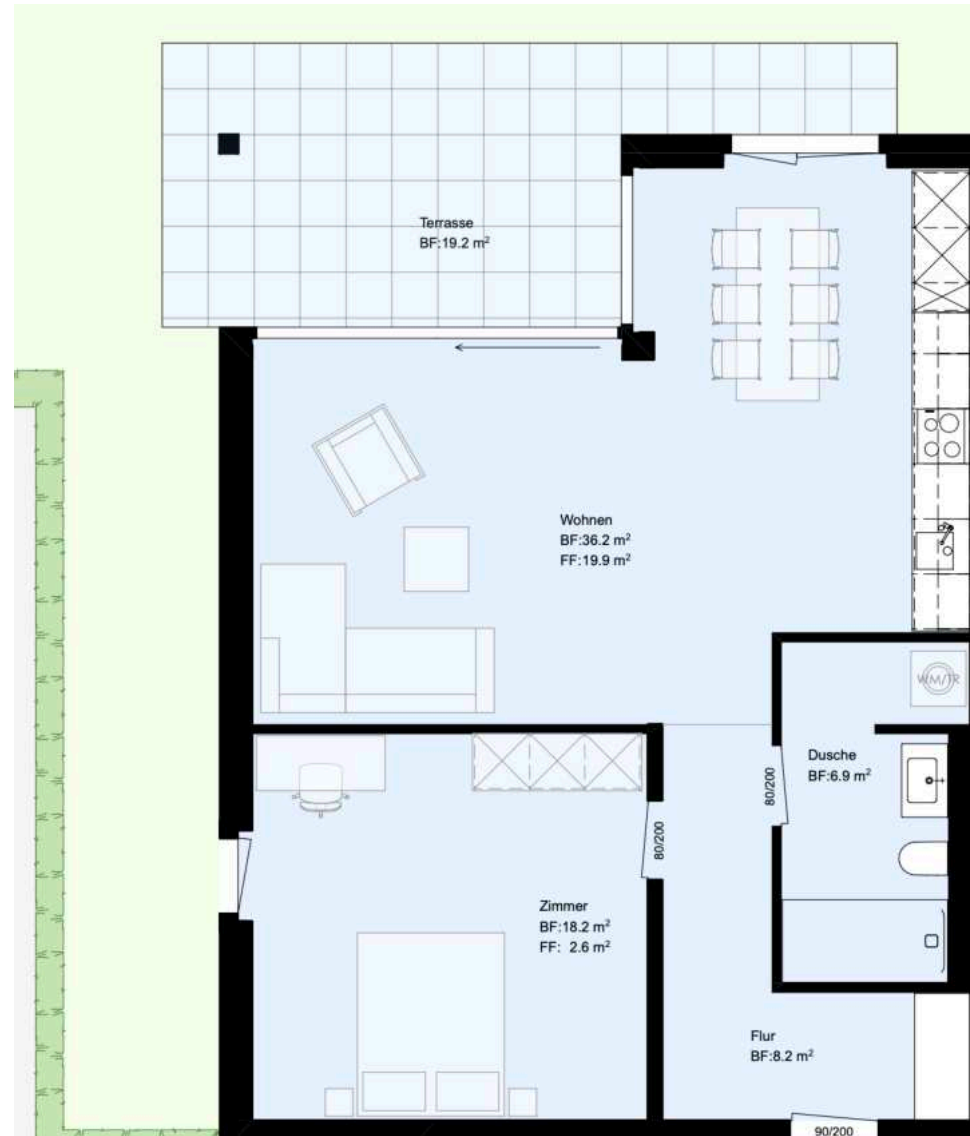 Terrasse
BF:19.2 m²
Wohnen
BF:36.2 m²
FF:19.9 m²
WM/TR
Dusche
BF:6.9 m²
80/200
80/200
Zimmer
BF:18.2 m²
FF: 2.6 m²
Flur
BF:8.2 m²
90/200